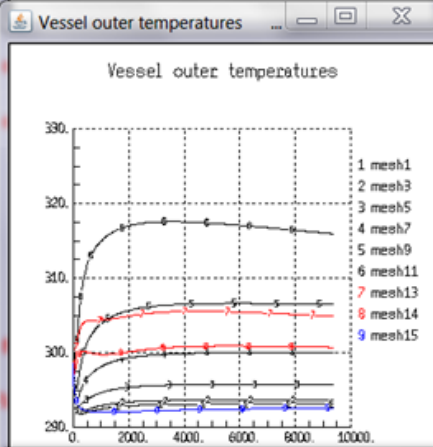 Vessel outer temperatures ...
Vessel outer temperatures
330.
320.
310.
300.
290.
0. 2000. 4000. 6000. 8000. 10000.
1 mesh1
2 mesh3
3 mesh5
4 mesh7
5 mesh9
6 mesh11
7 mesh13
8 mesh14
9 mesh15